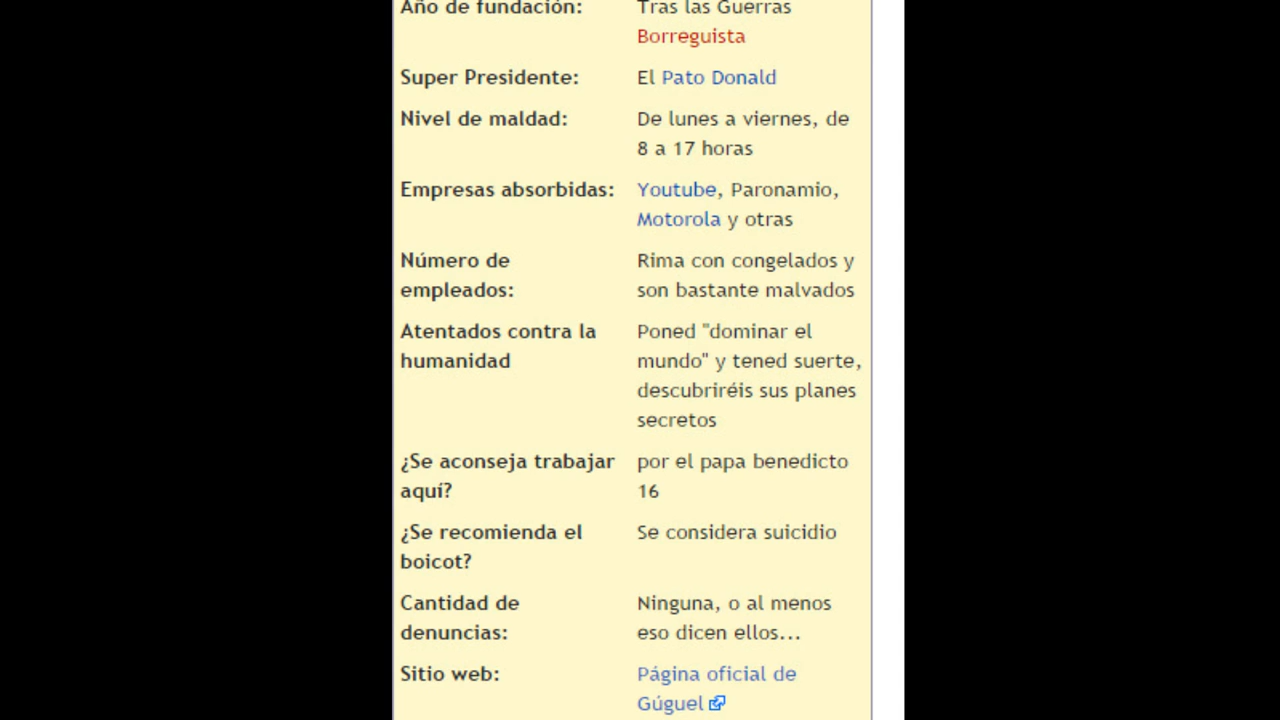 Año de fundación: Tras las Guerras
Borreguista
Super Presidente: El Pato Donald
Nivel de maldad: De lunes a viernes, de
8 a 17 horas
Empresas absorbidas: Youtube, Paronamio,
Motorola y otras
Número de Rima con congelados y
empleados: son bastante malvados
Atentados contra la Poned "dominar el
humanidad mundo" y tened suerte,
descubriréis sus planes
secretos
¿Se aconseja trabajar por el papa benedicto
aquí? 16
¿Se recomienda el Se considera suicidio
boicot?
Cantidad de Ninguna, o al menos
denuncias: eso dicen ellos...
Sitio web: Página oficial de
Gúguel